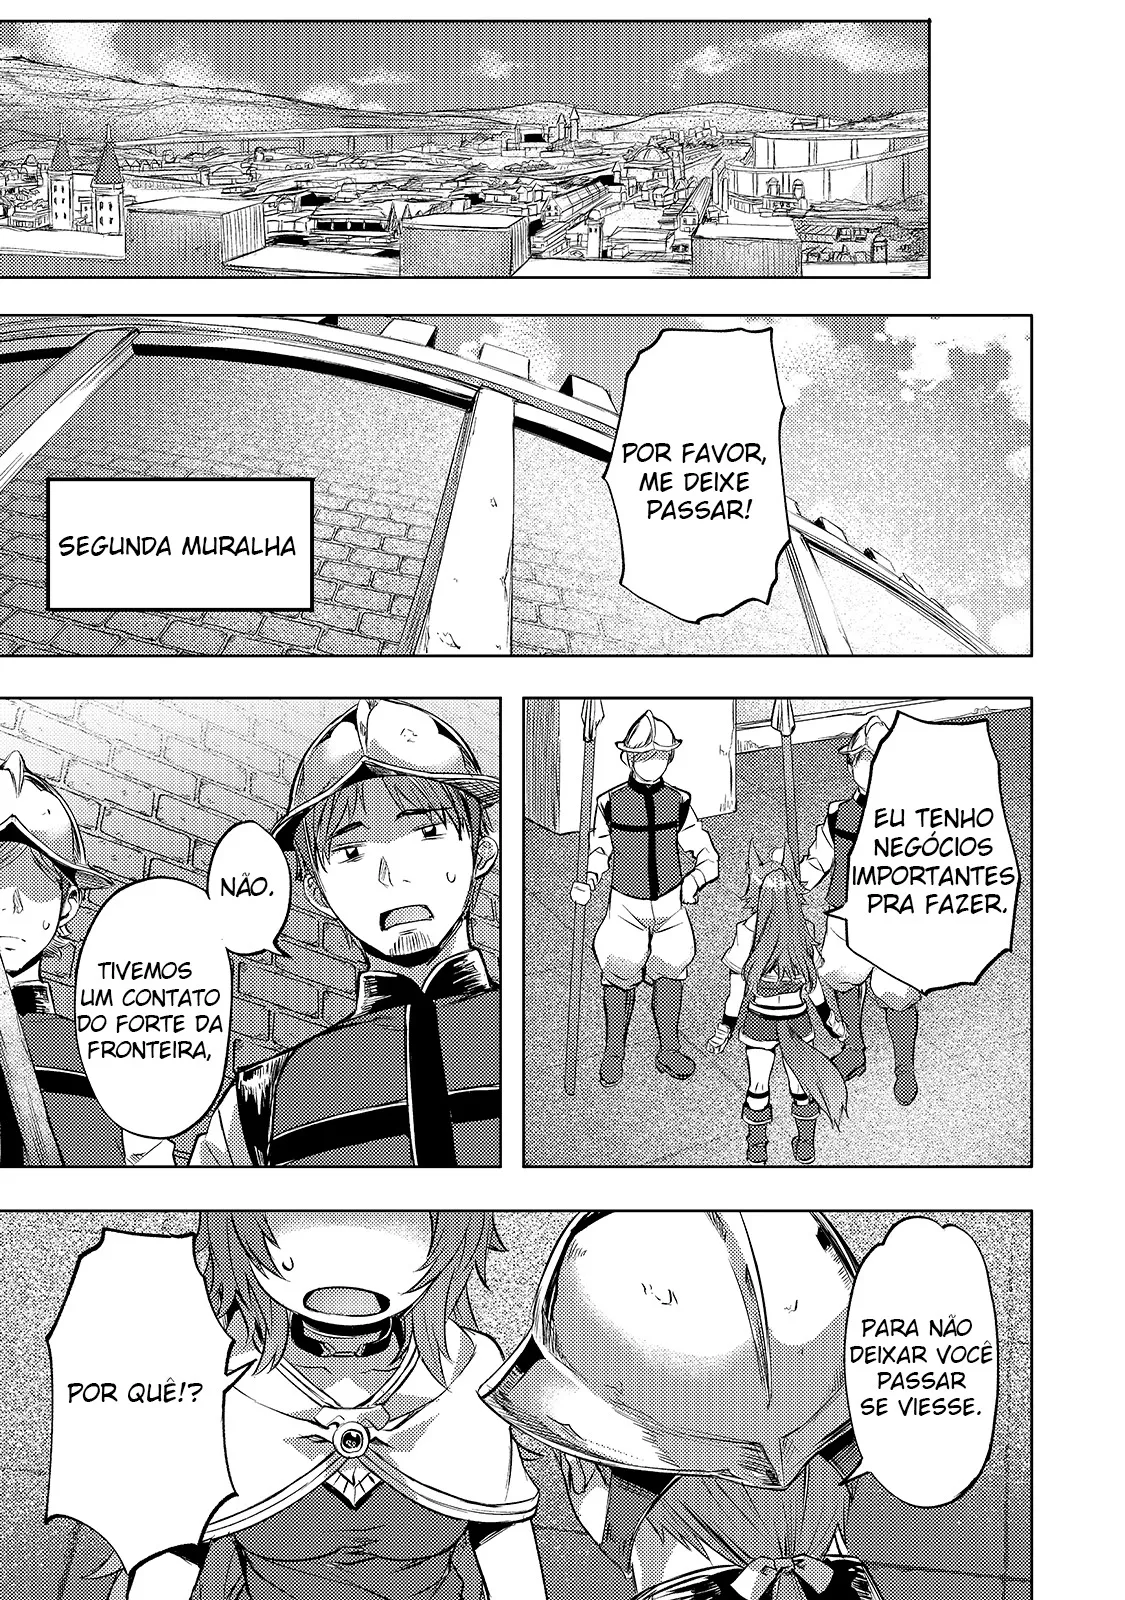 POR FAVOR,
ME DEIXE
PASSAR!
SEGUNDA MURALHA
EU TENHO
NEGÓCIOS
IMPORTANTES
PRA FAZER.
NÃO.
TIVEMOS
UM CONTATO
DO FORTE DA
FRONTEIRA,
PARA NÃO
DEIXAR VOCÊ
PASSAR
SE VIESSE.
POR QUÊ!?